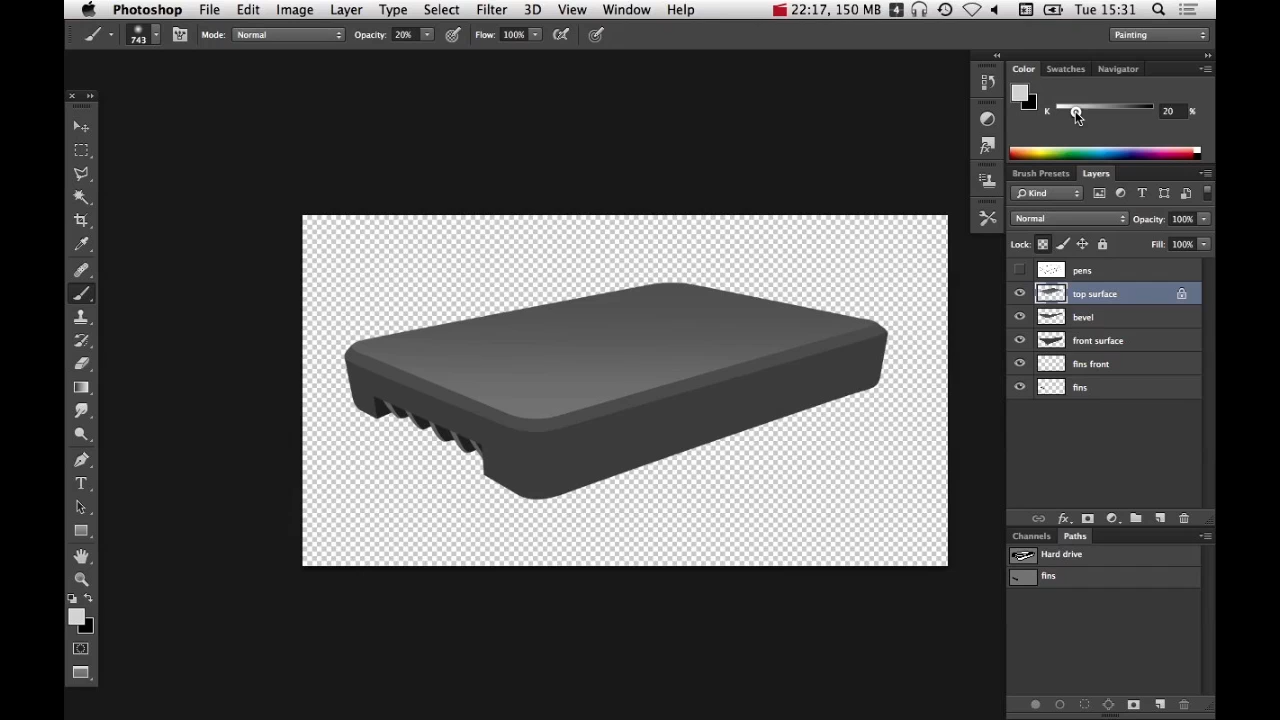 Photoshop File Edit Image Layer Type Select Filter 3D View Window Help 22:17, 150 MB 4 Tue 15:31
743 Mode: Normal Opacity: 20% Flow: 100% Painting
Color Swatches Navigator
K 20 %
Brush Presets Layers
Kind
Normal Opacity: 100%
Lock: Fill: 100%
pens
top surface
bevel
front surface
fins front
fins
Channels Paths
Hard drive
fins